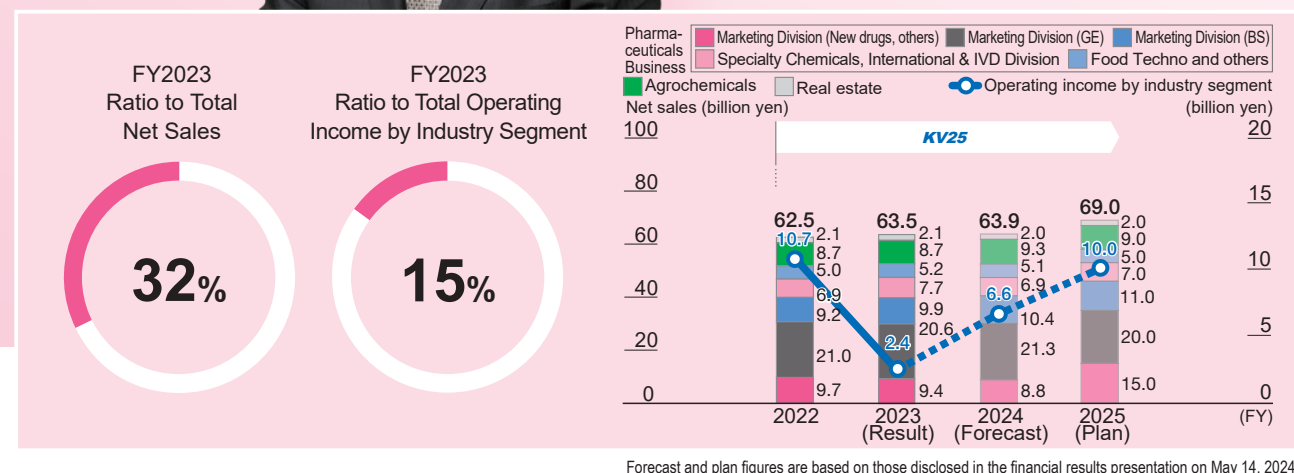 FY2023
Ratio to Total
Net Sales
32%
FY2023
Ratio to Total Operating
Income by Industry Segment
15%
Pharma-
ceuticals
Business
Marketing Division (New drugs, others) Marketing Division (GE) Marketing Division (BS)
Specialty Chemicals, International & IVD Division Food Techno and others
Agrochemicals Real estate Operating income by industry segment
Net sales (billion yen) (billion yen)
100 20
KV25
80 15
60 10
40 5
20
0 0
62.5 63.5 63.9 69.0
10.7 2.4 6.6 10.0
2.1 2.1 2.0 2.0
8.7 8.7 9.3 9.0
5.0 5.2 5.1 5.0
6.9 7.7 6.9 7.0
9.2 9.9 10.4 11.0
21.0 20.6 21.3 20.0
9.7 9.4 8.8 15.0
2022 2023 2024 2025 (FY)
(Result) (Forecast) (Plan)
Forecast and plan figures are based on those disclosed in the financial results presentation on May 14, 2024